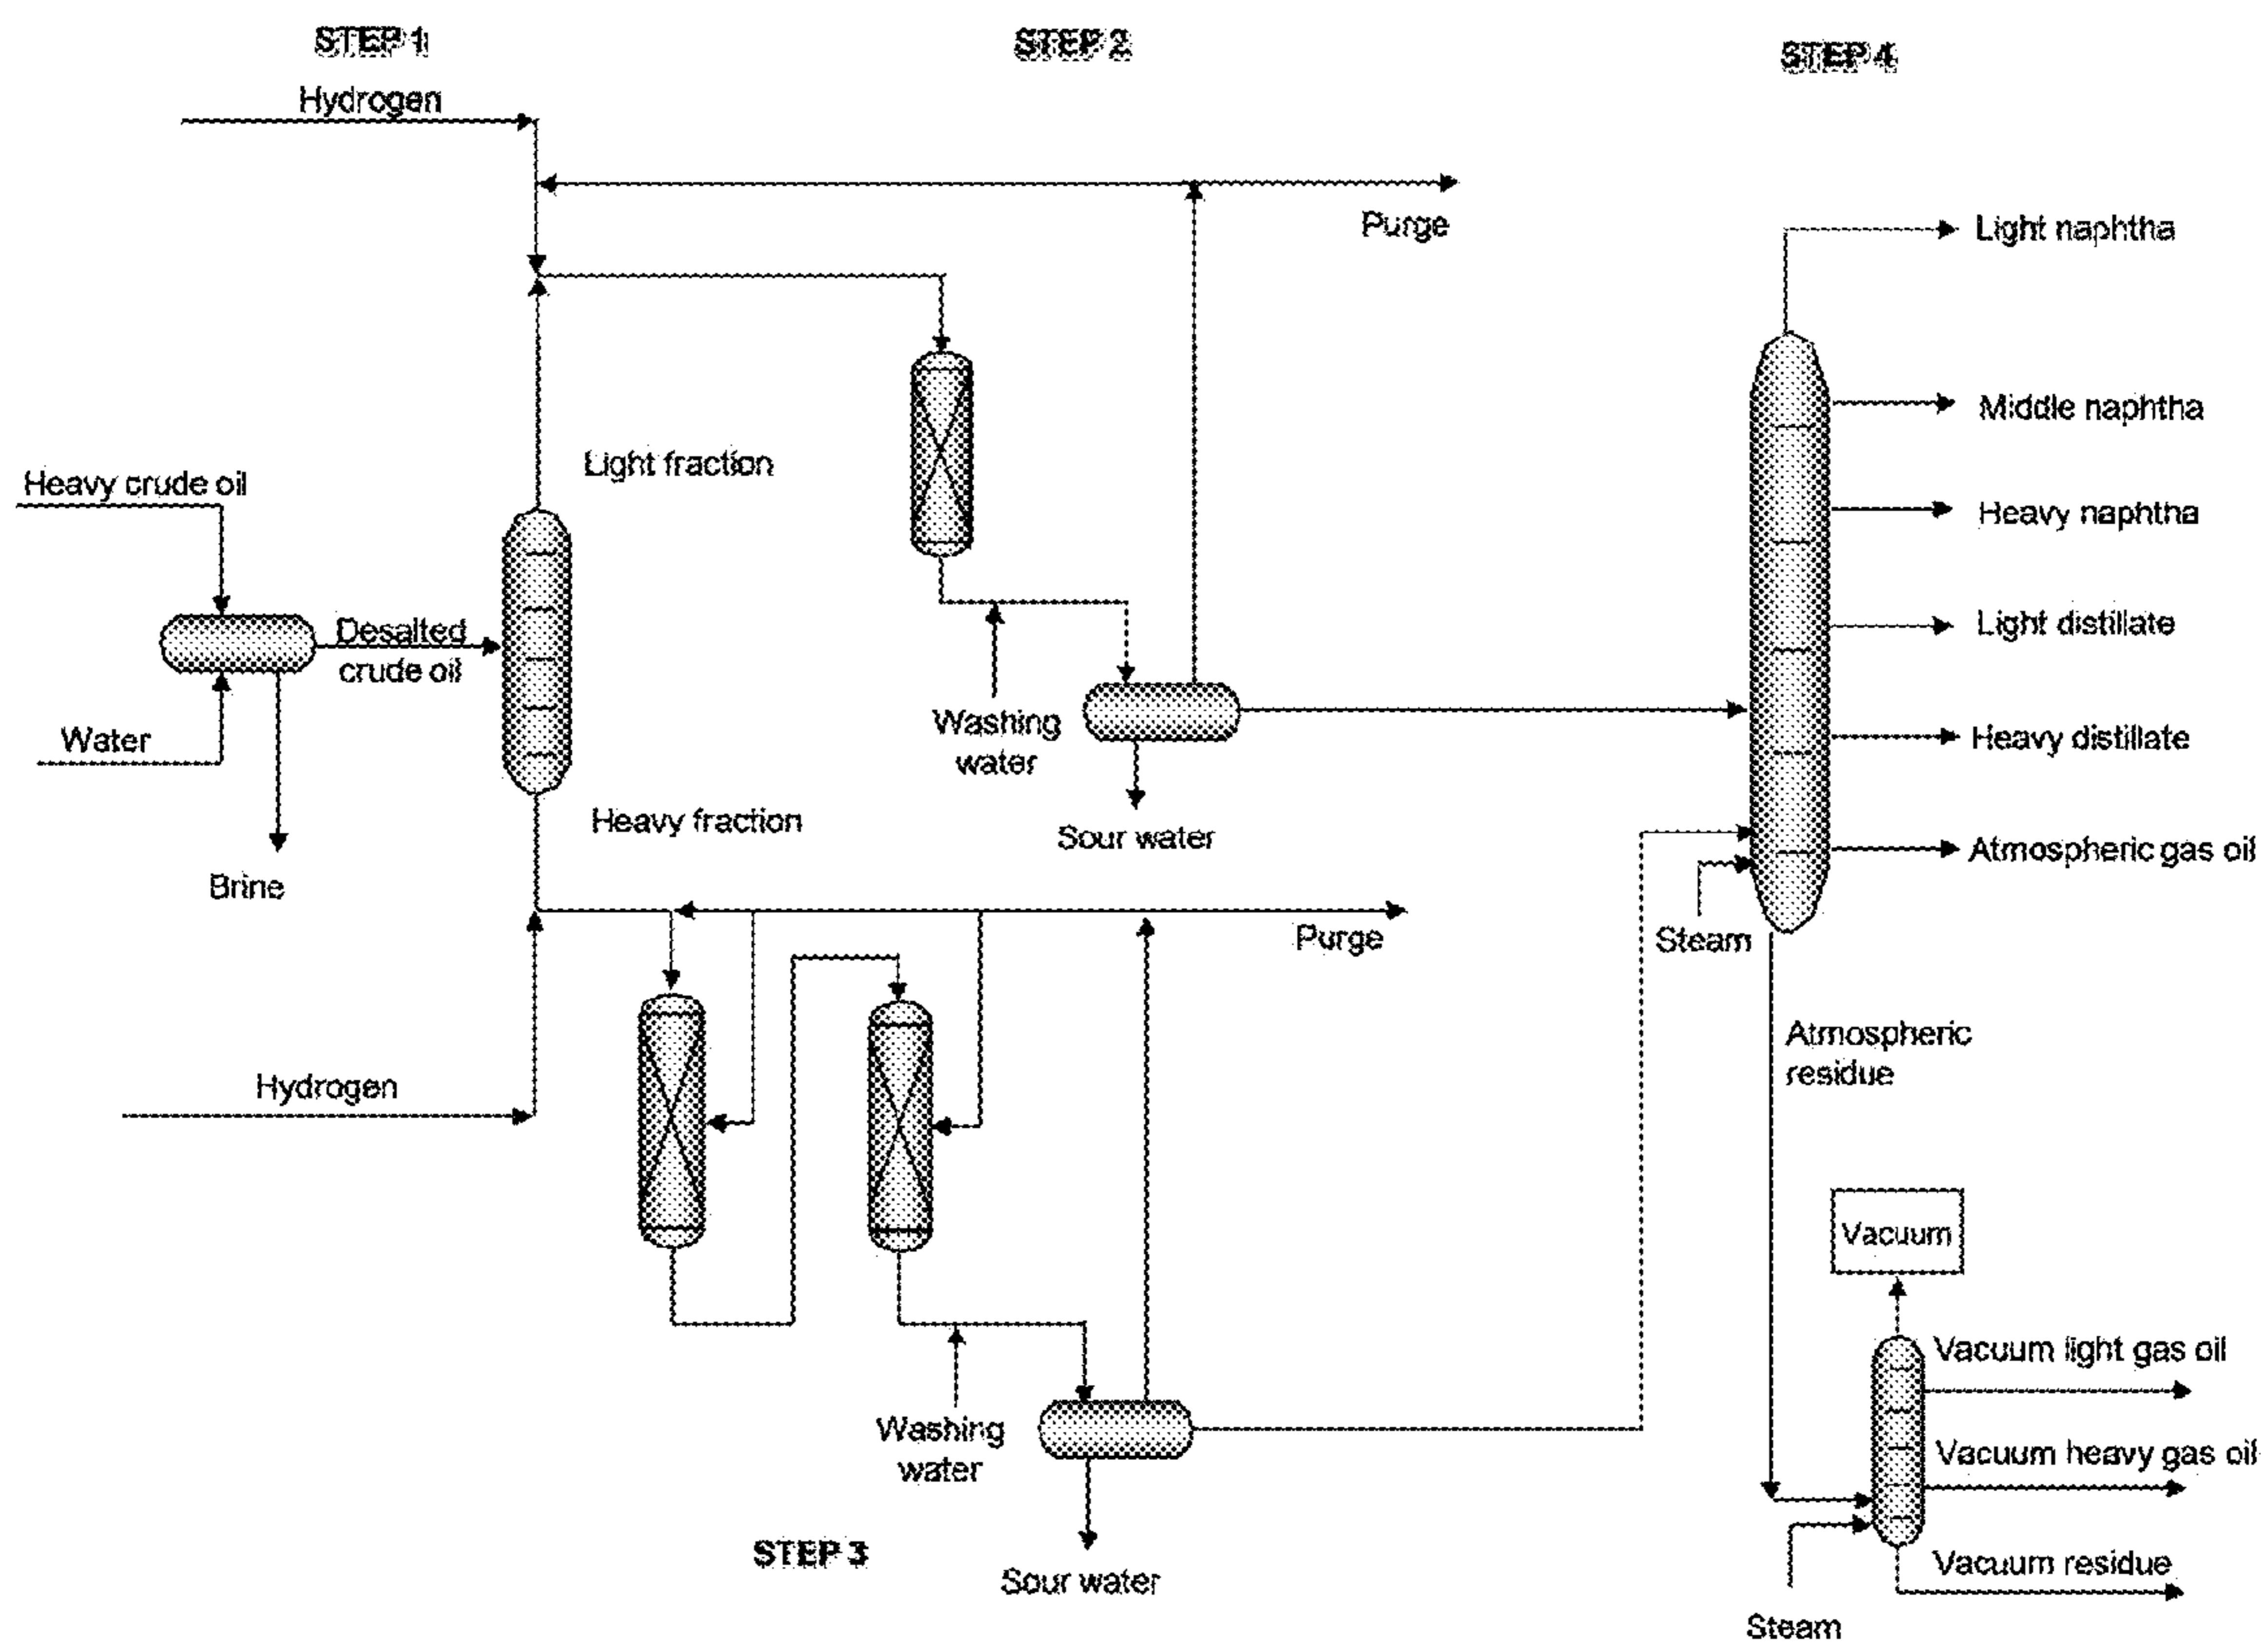 STEP 1
STEP 2
STEP 4
Hydrogen
Purge
Light naphtha
Middle naphtha
Light fraction
Heavy crude oil
Heavy naphtha
Desalted
crude oil
Light distillate
Washing
water
Water
Heavy distillate
Heavy fraction
Sour water
Atmospheric gas oil
Brine
Purge
Steam
Atmospheric
residue
Hydrogen
Vacuum
Vacuum light gas oil
Washing
water
Vacuum heavy gas oil
STEP 3
Sour water
Vacuum residue
Steam